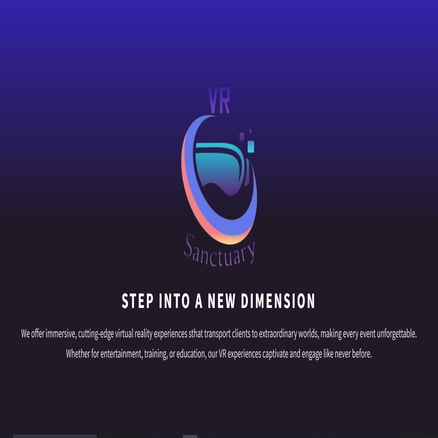 VR
Sanctuary
STEP INTO A NEW DIMENSION
We offer immersive, cutting-edge virtual reality experiences sthat transport clients to extraordinary worlds, making every event unforgettable.
Whether for entertainment, training, or education, our VR experiences captivate and engage like never before.